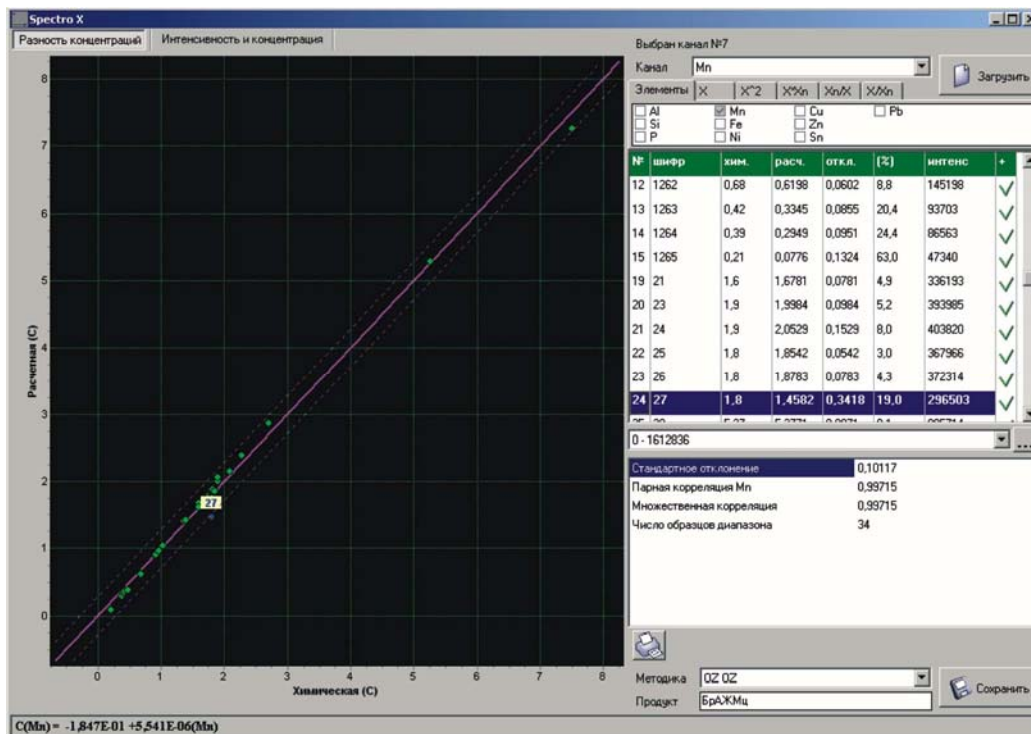 Spectro X
Разность концентраций Интенсивность и концентрация
Выбран канал №7
Канал Mn Загрузить
Элементы X X^2 X*Xn Xn/X X/Xn
Al Mn Cu Pb
Si Fe Zn
P Ni Sn
№ шифр хим. расч. откл. (%) интенс +
12 1262 0,68 0,6198 0,0602 8,8 145198
13 1263 0,42 0,3345 0,0855 20,4 93703
14 1264 0,39 0,2949 0,0951 24,4 86563
15 1265 0,21 0,0776 0,1324 63,0 47340
19 21 1,6 1,6781 0,0781 4,9 336193
20 23 1,9 1,9984 0,0984 5,2 393985
21 24 1,9 2,0529 0,1529 8,0 403820
22 25 1,8 1,8542 0,0542 3,0 367966
23 26 1,8 1,8783 0,0783 4,3 372314
24 27 1,8 1,4582 0,3418 19,0 296503
0 - 1612836 ...
Стандартное отклонение 0,10117
Парная корреляция Mn 0,99715
Множественная корреляция 0,99715
Число образцов диапазона 34
Методика OZ OZ
Продукт БрАЖМц
Сохранить
8
7
6
5
4
3
2
1
0
Расчетная (С)
27
0 1 2 3 4 5 6 7 8
Химическая (С)
C(Mn) = -1,847E-01 +5,541E-06(Mn)